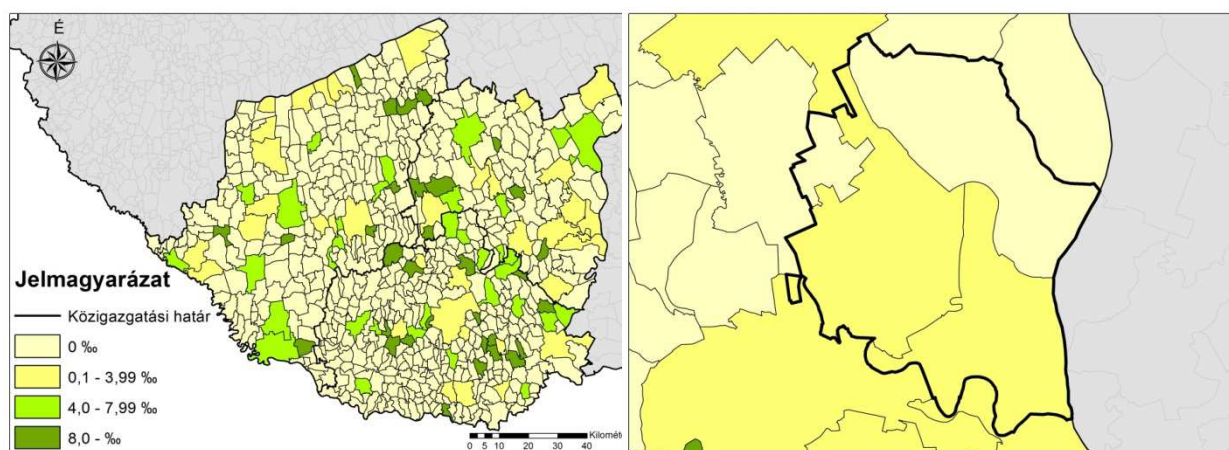 É
Jelmagyarázat
Közigazgatási határ
0 ‰
0,1 - 3,99 ‰
4,0 - 7,99 ‰
8,0 - ‰
Kilométe
0 5 10 20 30 40